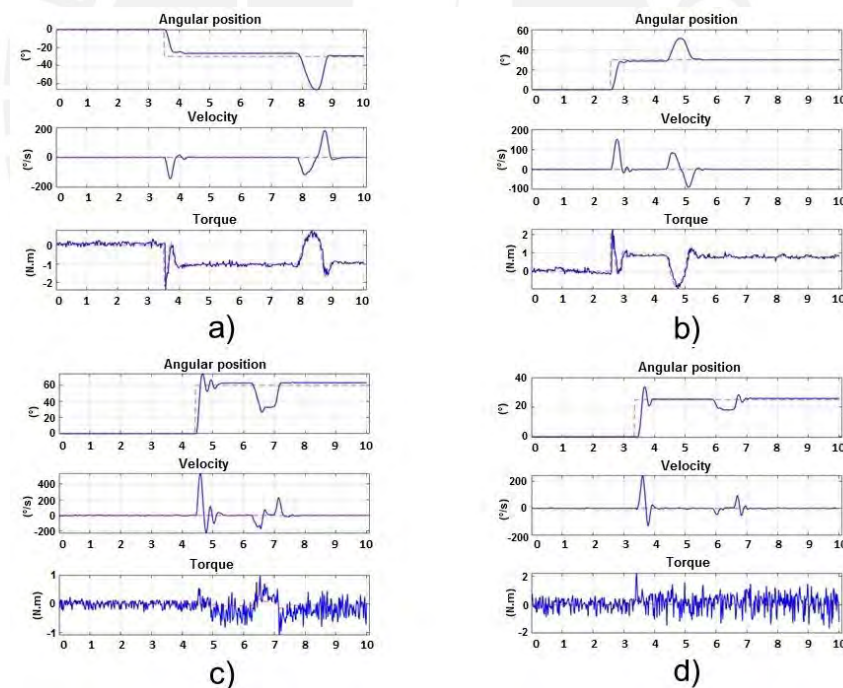 Angular position
0
-20
-40
-60
(°)
0 1 2 3 4 5 6 7 8 9 10
Velocity
200
0
-200
(°/s)
0 1 2 3 4 5 6 7 8 9 10
Torque
0
-1
-2
(N.m)
0 1 2 3 4 5 6 7 8 9 10
a)
Angular position
60
40
20
0
(°)
0 1 2 3 4 5 6 7 8 9 10
Velocity
200
100
0
-100
(°/s)
0 1 2 3 4 5 6 7 8 9 10
Torque
2
1
0
-1
(N.m)
0 1 2 3 4 5 6 7 8 9 10
b)
Angular position
60
40
20
0
(°)
0 1 2 3 4 5 6 7 8 9 10
Velocity
400
200
0
-200
(°/s)
0 1 2 3 4 5 6 7 8 9 10
Torque
1
0
-1
(N.m)
0 1 2 3 4 5 6 7 8 9 10
c)
Angular position
40
20
0
(°)
0 1 2 3 4 5 6 7 8 9 10
Velocity
200
0
200
(°/s)
0 1 2 3 4 5 6 7 8 9 10
Torque
2
0
-2
(N.m)
0 1 2 3 4 5 6 7 8 9 10
d)